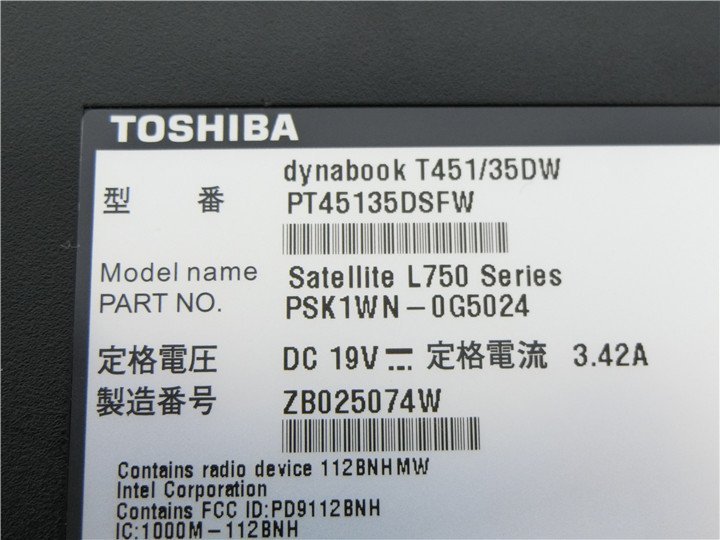 TOSHIBA
dynabook T451/35DW
型 番 PT45135DSFW
Model name Satellite L750 Series
PART NO. PSK1WN-0G5024
定格電圧 DC 19V⎓ 定格電流 3.42A
製造番号 ZB025074W
Contains radio device 112BNHMW
Intel Corporation
Contains FCC ID:PD9112BNH
IC:1000M-112BNH